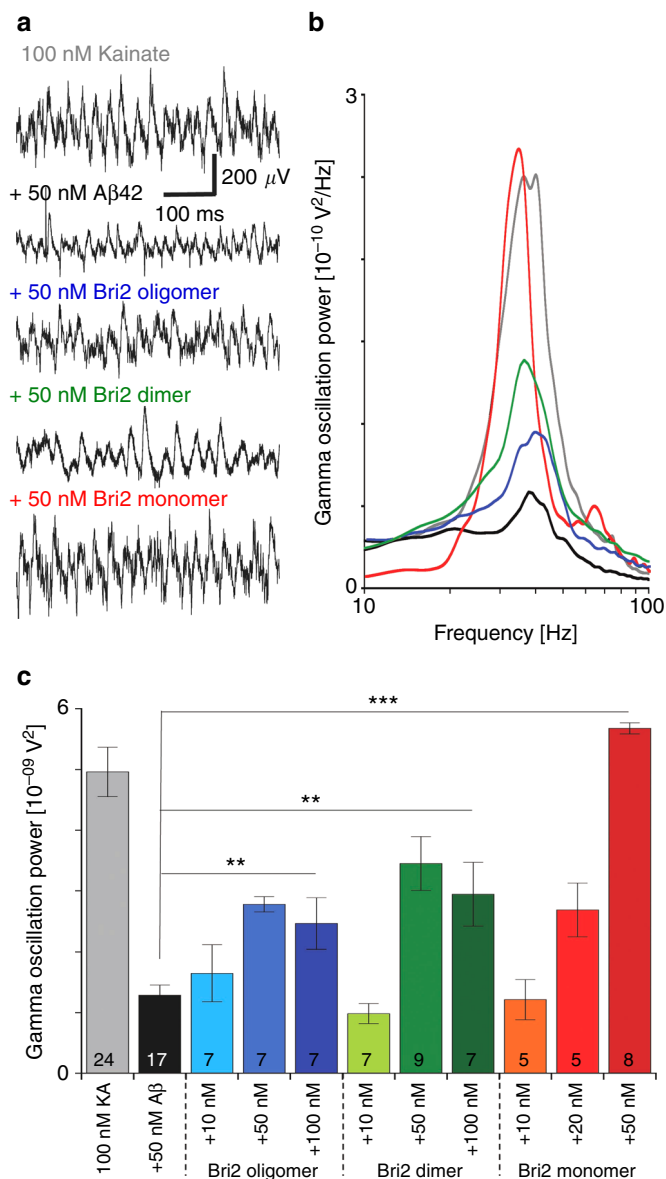 a
100 nM Kainate
200 μV
+ 50 nM Aβ42
100 ms
+ 50 nM Bri2 oligomer
+ 50 nM Bri2 dimer
+ 50 nM Bri2 monomer
b
3
Gamma oscillation power [10⁻¹⁰ V²/Hz]
0
10
100
Frequency [Hz]
c
6
***
**
**
Gamma oscillation power [10⁻⁰⁹ V²]
0
24
17
7
7
7
7
9
7
5
5
8
100 nM KA
+50 nM Aβ
+10 nM
+50 nM
+100 nM
+10 nM
+50 nM
+100 nM
+10 nM
+20 nM
+50 nM
Bri2 oligomer
Bri2 dimer
Bri2 monomer